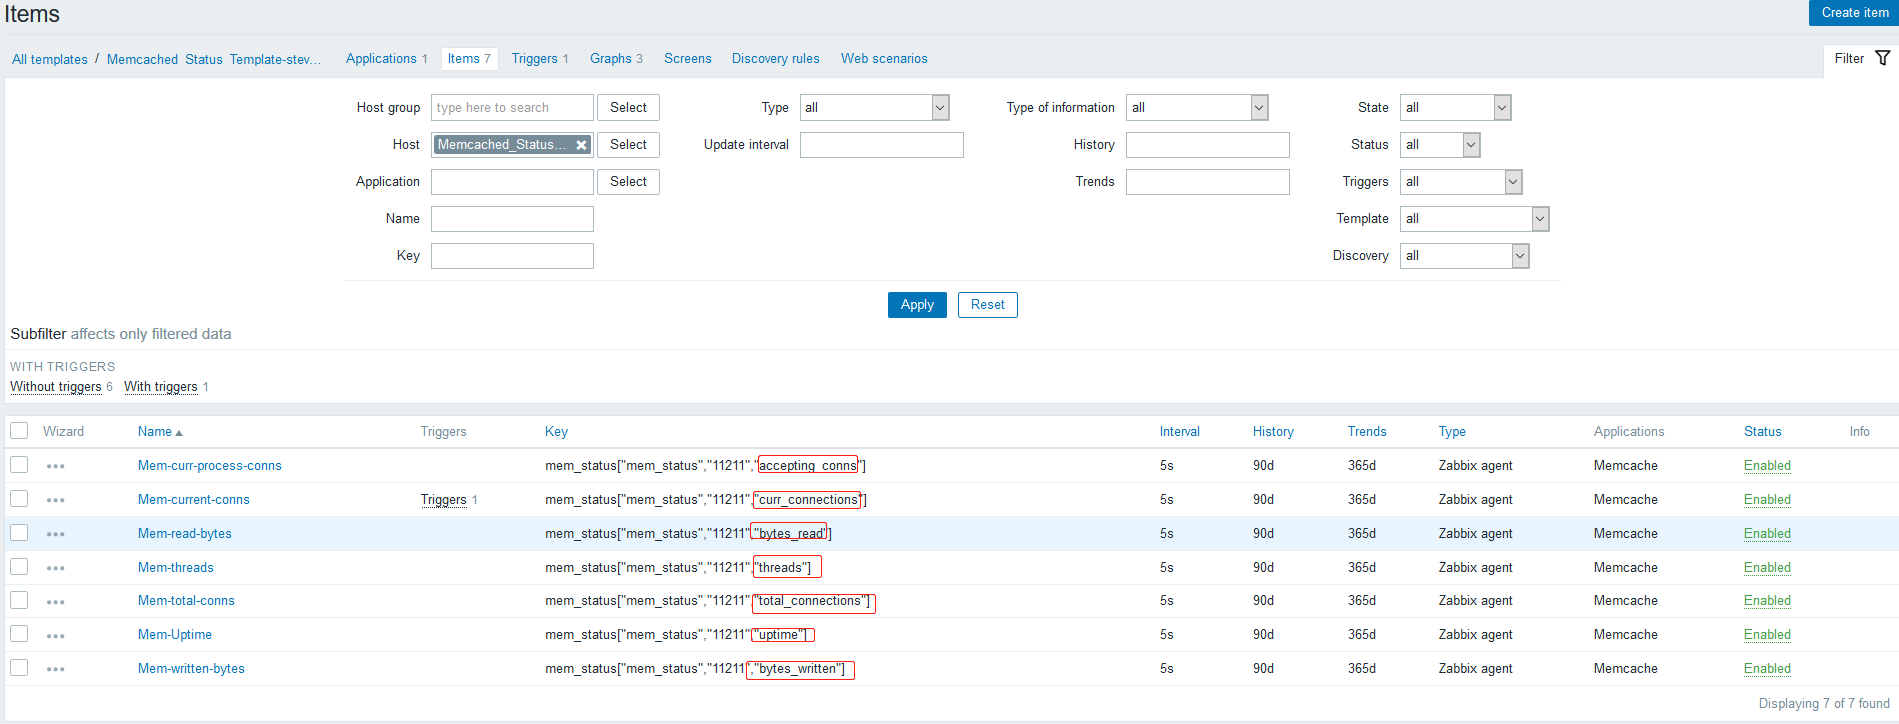 Items
Create item
All templates / Memcached Status Template-stev... Applications 1 Items 7 Triggers 1 Graphs 3 Screens Discovery rules Web scenarios Filter
Host group type here to search Select Type all Type of information all State all
Host Memcached_Status... Select Update interval History Status all
Application Select Trends Triggers all
Name Template all
Key Discovery all
Apply Reset
Subfilter affects only filtered data
WITH TRIGGERS
Without triggers 6 With triggers 1
Wizard Name Triggers Key Interval History Trends Type Applications Status Info
Mem-curr-process-conns mem_status["mem_status","11211","accepting_conns"] 5s 90d 365d Zabbix agent Memcache Enabled
Mem-current-conns Triggers 1 mem_status["mem_status","11211","curr_connections"] 5s 90d 365d Zabbix agent Memcache Enabled
Mem-read-bytes mem_status["mem_status","11211","bytes_read"] 5s 90d 365d Zabbix agent Memcache Enabled
Mem-threads mem_status["mem_status","11211","threads"] 5s 90d 365d Zabbix agent Memcache Enabled
Mem-total-conns mem_status["mem_status","11211","total_connections"] 5s 90d 365d Zabbix agent Memcache Enabled
Mem-Uptime mem_status["mem_status","11211","uptime"] 5s 90d 365d Zabbix agent Memcache Enabled
Mem-written-bytes mem_status["mem_status","11211","bytes_written"] 5s 90d 365d Zabbix agent Memcache Enabled
Displaying 7 of 7 found